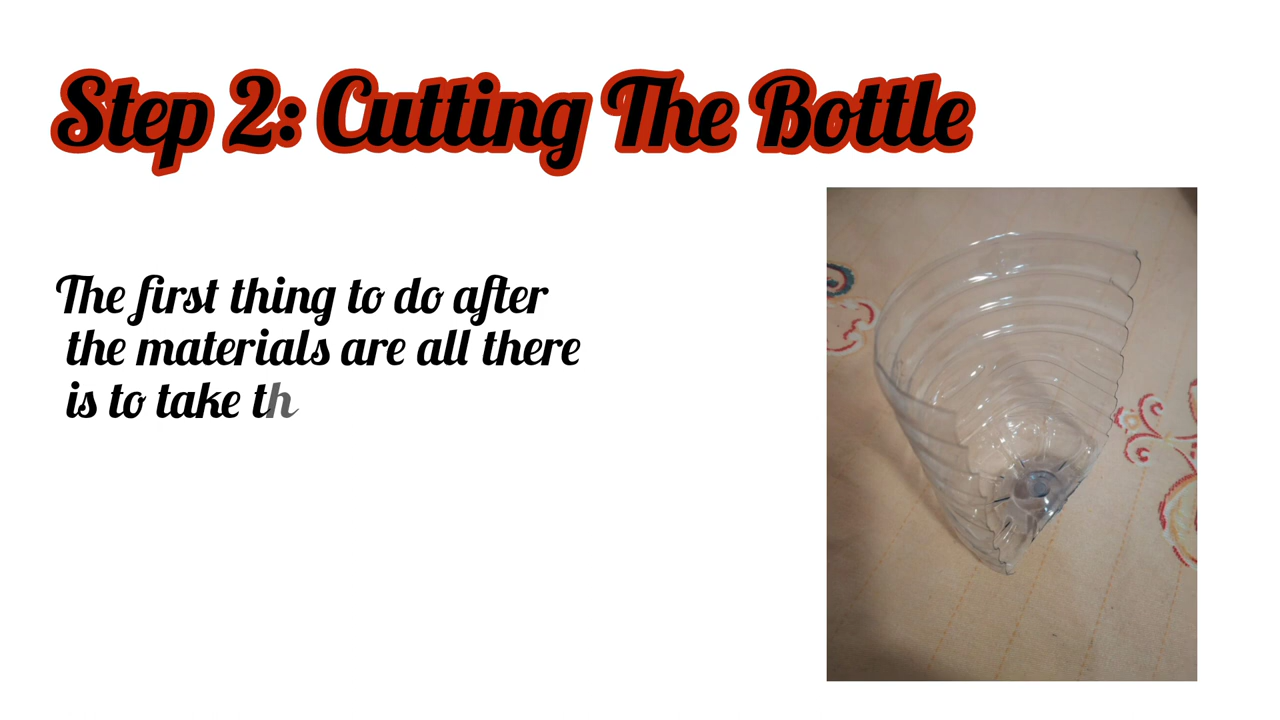 Step 2: Cutting The Bottle
The first thing to do after
the materials are all there
is to take th